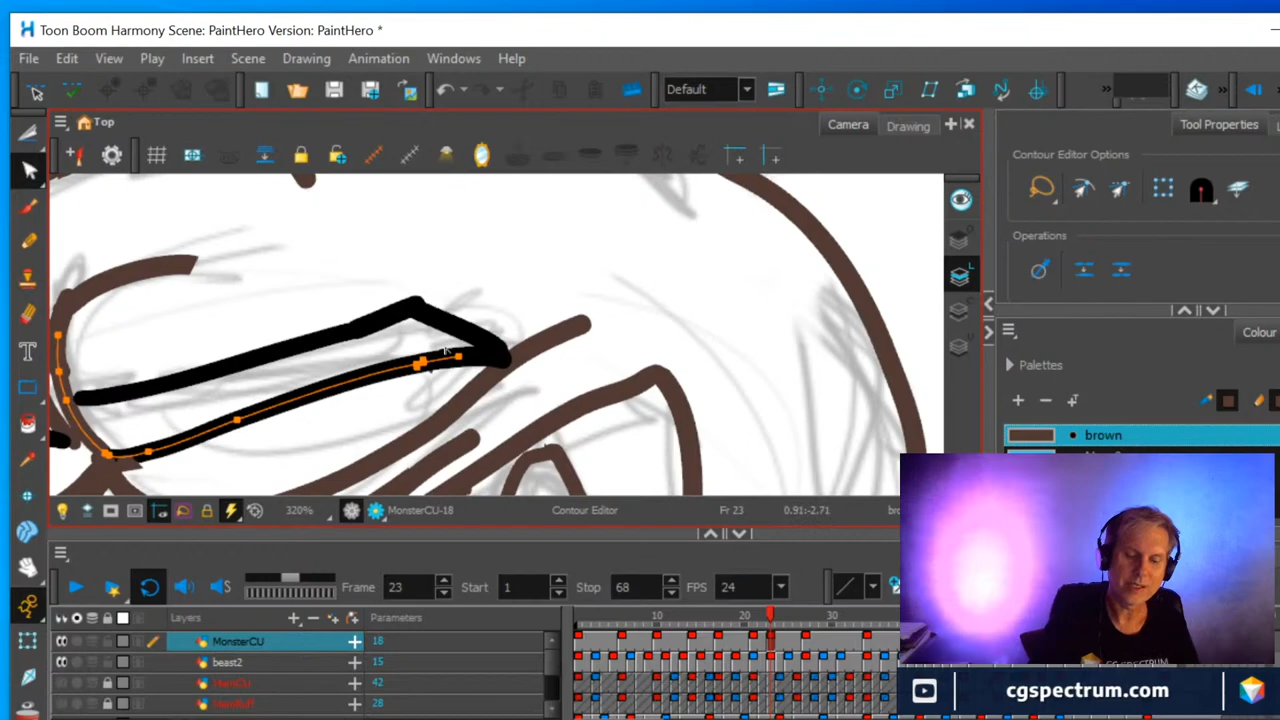 Toon Boom Harmony Scene: PaintHero Version: PaintHero *
File Edit View Play Insert Scene Drawing Animation Windows Help
Default
Top
Camera Drawing
Tool Properties
Contour Editor Options
Operations
Colour
Palettes
brown
320% MonsterCU-18 Contour Editor Fr 23 0.91:-2.71
Frame 23 Start 1 Stop 68 FPS 24
Layers Parameters 10 20 30
MonsterCU 18
beast2 15
42
28
CG SPECTRUM
cgspectrum.com